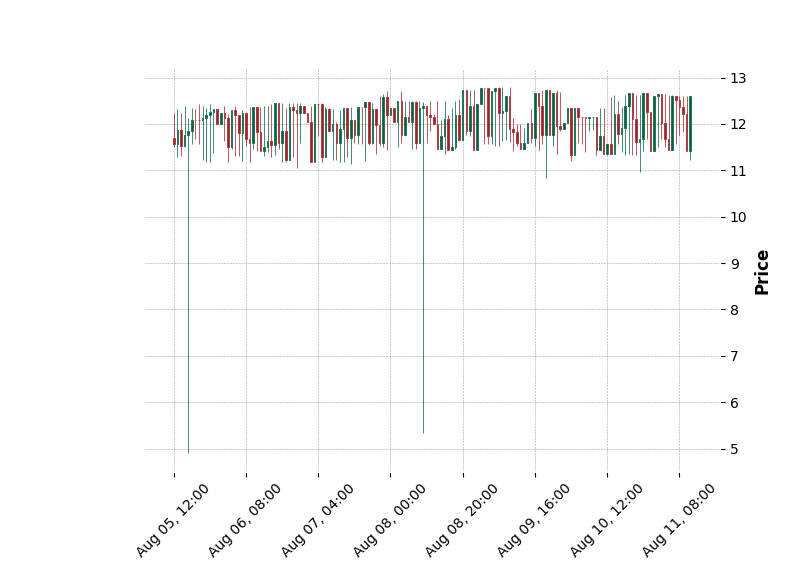 13
12
11
10
9
8
7
6
5
Price
Aug 05, 12:00
Aug 06, 08:00
Aug 07, 04:00
Aug 08, 00:00
Aug 08, 20:00
Aug 09, 16:00
Aug 10, 12:00
Aug 11, 08:00